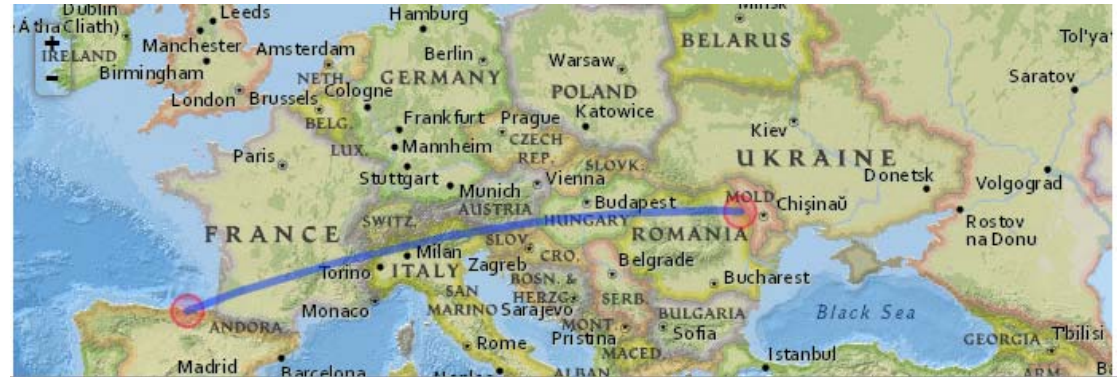 Dublin
e Átha Cliath)
IRELAND
+
−
Leeds
Manchester
Birmingham
London
Amsterdam
NETH.
Brussels
BELG.
LUX.
Cologne
Hamburg
Berlin
GERMANY
Frankfurt
Mannheim
Stuttgart
Munich
Prague
CZECH
REP.
Warsaw
POLAND
Katowice
SLOVK.
Minsk
BELARUS
Kiev
UKRAINE
Donetsk
Tol'ya
Saratov
Volgograd
Rostov
na Donu
Paris
FRANCE
SWITZ.
AUSTRIA
Vienna
Budapest
HUNGARY
MOLD.
Chişinaŭ
ROMANIA
Bucharest
Milan
Torino
ITALY
SLOV.
Zagreb
CRO.
BOSN. &
HERZG.
Sarajevo
Belgrade
SERB.
SAN
MARINO
Monaco
ANDORA
Madrid
Barcelona
Rome
MONT.
Pristina
MACED.
ALBAN.
BULGARIA
Sofia
Istanbul
Black Sea
GEORGIA
T'bilisi
ARM.